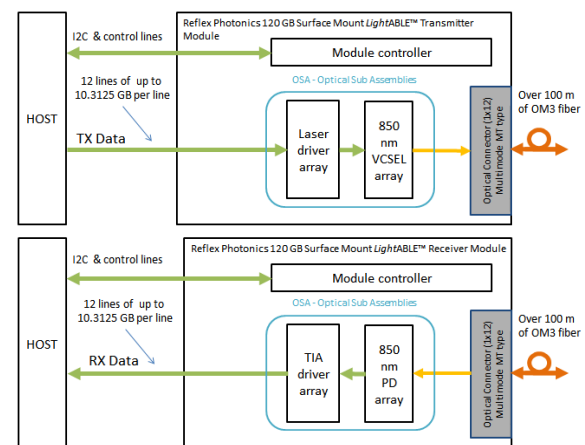 Reflex Photonics 120 GB Surface Mount LightABLE™ Transmitter
Module
I2C & control lines
Module controller
12 lines of up to
10.3125 GB per line
OSA - Optical Sub Assemblies
HOST
TX Data
Laser
driver
array
850
nm
VCSEL
array
Optical Connector (1x12)
Multimode MT type
Over 100 m
of OM3 fiber
Reflex Photonics 120 GB Surface Mount LightABLE™ Receiver Module
I2C & control lines
Module controller
12 lines of up to
10.3125 GB per line
OSA - Optical Sub Assemblies
HOST
RX Data
TIA
driver
array
850
nm
PD
array
Optical Connector (1x12)
Multimode MT type
Over 100 m
of OM3 fiber